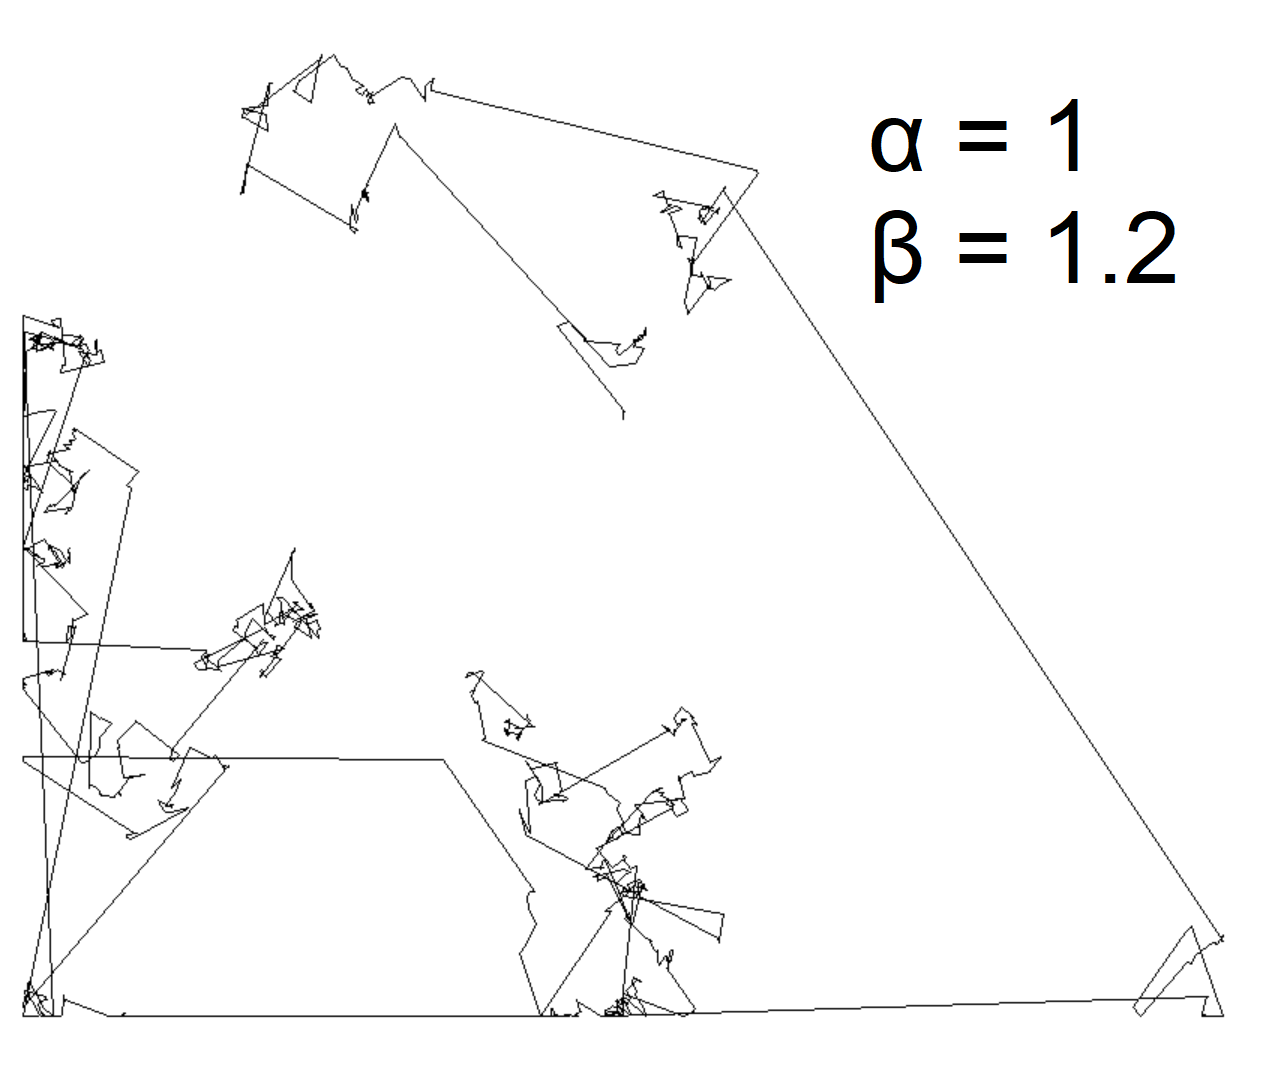 α = 1
β = 1.2